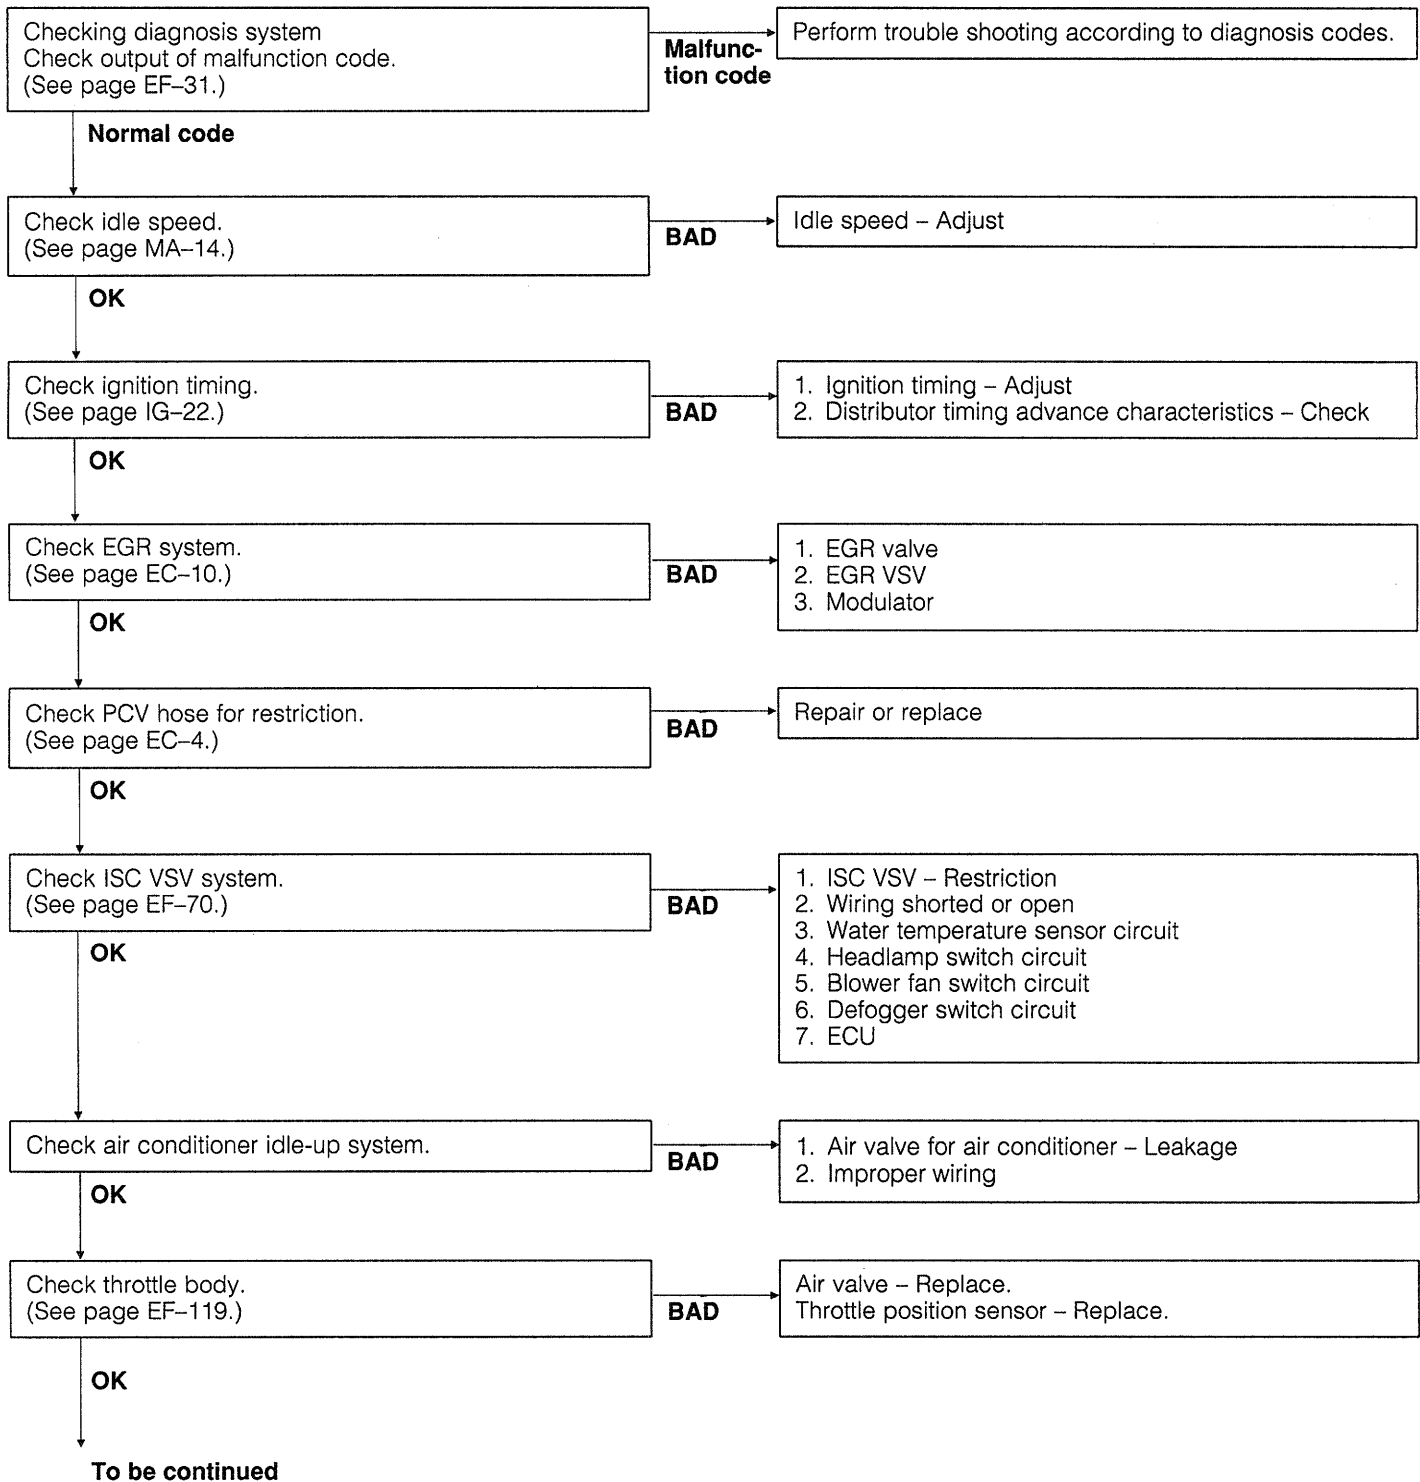 Checking diagnosis system
Check output of malfunction code.
(See page EF–31.)
Malfunc-
tion code
Perform trouble shooting according to diagnosis codes.
Normal code
Check idle speed.
(See page MA–14.)
BAD
Idle speed – Adjust
OK
Check ignition timing.
(See page IG–22.)
BAD
1. Ignition timing – Adjust
2. Distributor timing advance characteristics – Check
OK
Check EGR system.
(See page EC–10.)
BAD
1. EGR valve
2. EGR VSV
3. Modulator
OK
Check PCV hose for restriction.
(See page EC–4.)
BAD
Repair or replace
OK
Check ISC VSV system.
(See page EF–70.)
BAD
1. ISC VSV – Restriction
2. Wiring shorted or open
3. Water temperature sensor circuit
4. Headlamp switch circuit
5. Blower fan switch circuit
6. Defogger switch circuit
7. ECU
OK
Check air conditioner idle-up system.
BAD
1. Air valve for air conditioner – Leakage
2. Improper wiring
OK
Check throttle body.
(See page EF–119.)
BAD
Air valve – Replace.
Throttle position sensor – Replace.
OK
To be continued